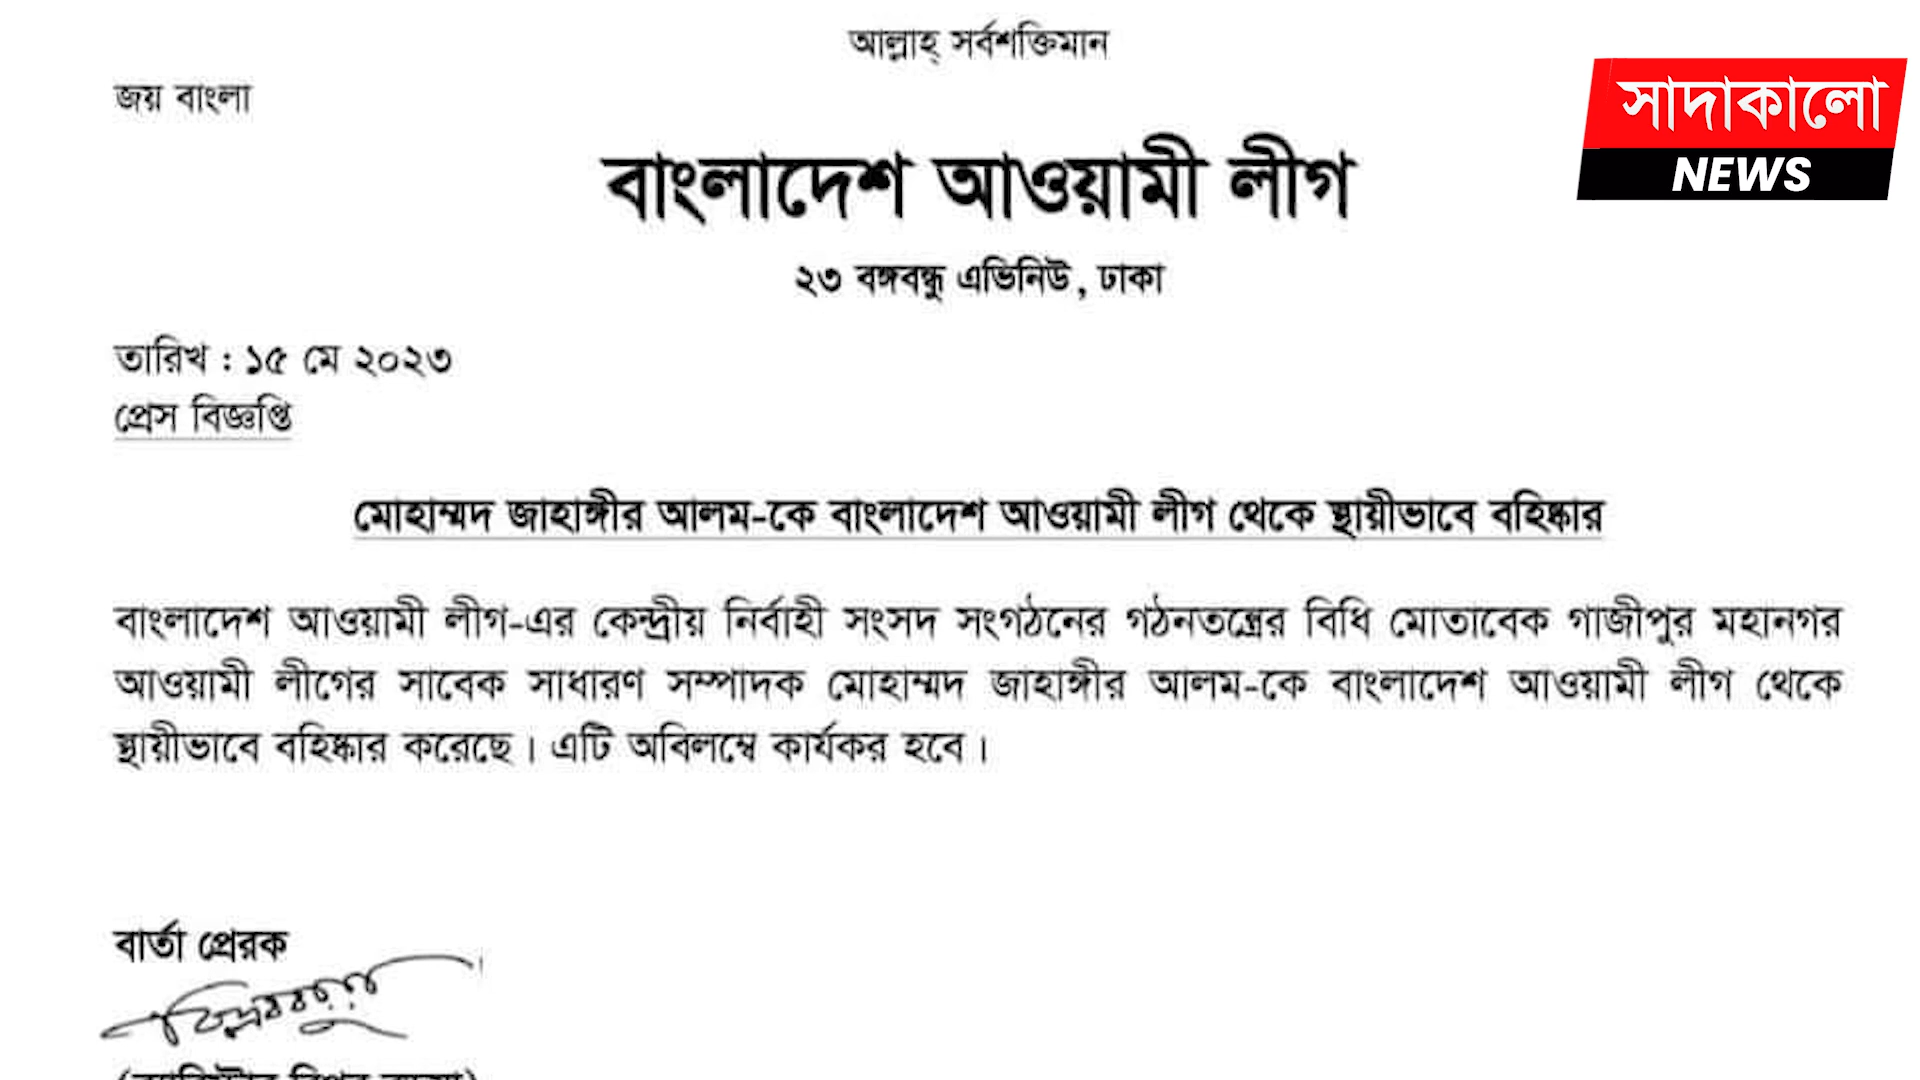 আল্লাহ্ সর্বশক্তিমান
জয় বাংলা
সাদাকালো
NEWS
বাংলাদেশ আওয়ামী লীগ
২৩ বঙ্গবন্ধু এভিনিউ, ঢাকা
তারিখ : ১৫ মে ২০২৩
প্রেস বিজ্ঞপ্তি
মোহাম্মদ জাহাঙ্গীর আলম-কে বাংলাদেশ আওয়ামী লীগ থেকে স্থায়ীভাবে বহিষ্কার
বাংলাদেশ আওয়ামী লীগ-এর কেন্দ্রীয় নির্বাহী সংসদ সংগঠনের গঠনতন্ত্রের বিধি মোতাবেক গাজীপুর মহানগর
আওয়ামী লীগের সাবেক সাধারণ সম্পাদক মোহাম্মদ জাহাঙ্গীর আলম-কে বাংলাদেশ আওয়ামী লীগ থেকে
স্থায়ীভাবে বহিষ্কার করেছে। এটি অবিলম্বে কার্যকর হবে।
বার্তা প্রেরক